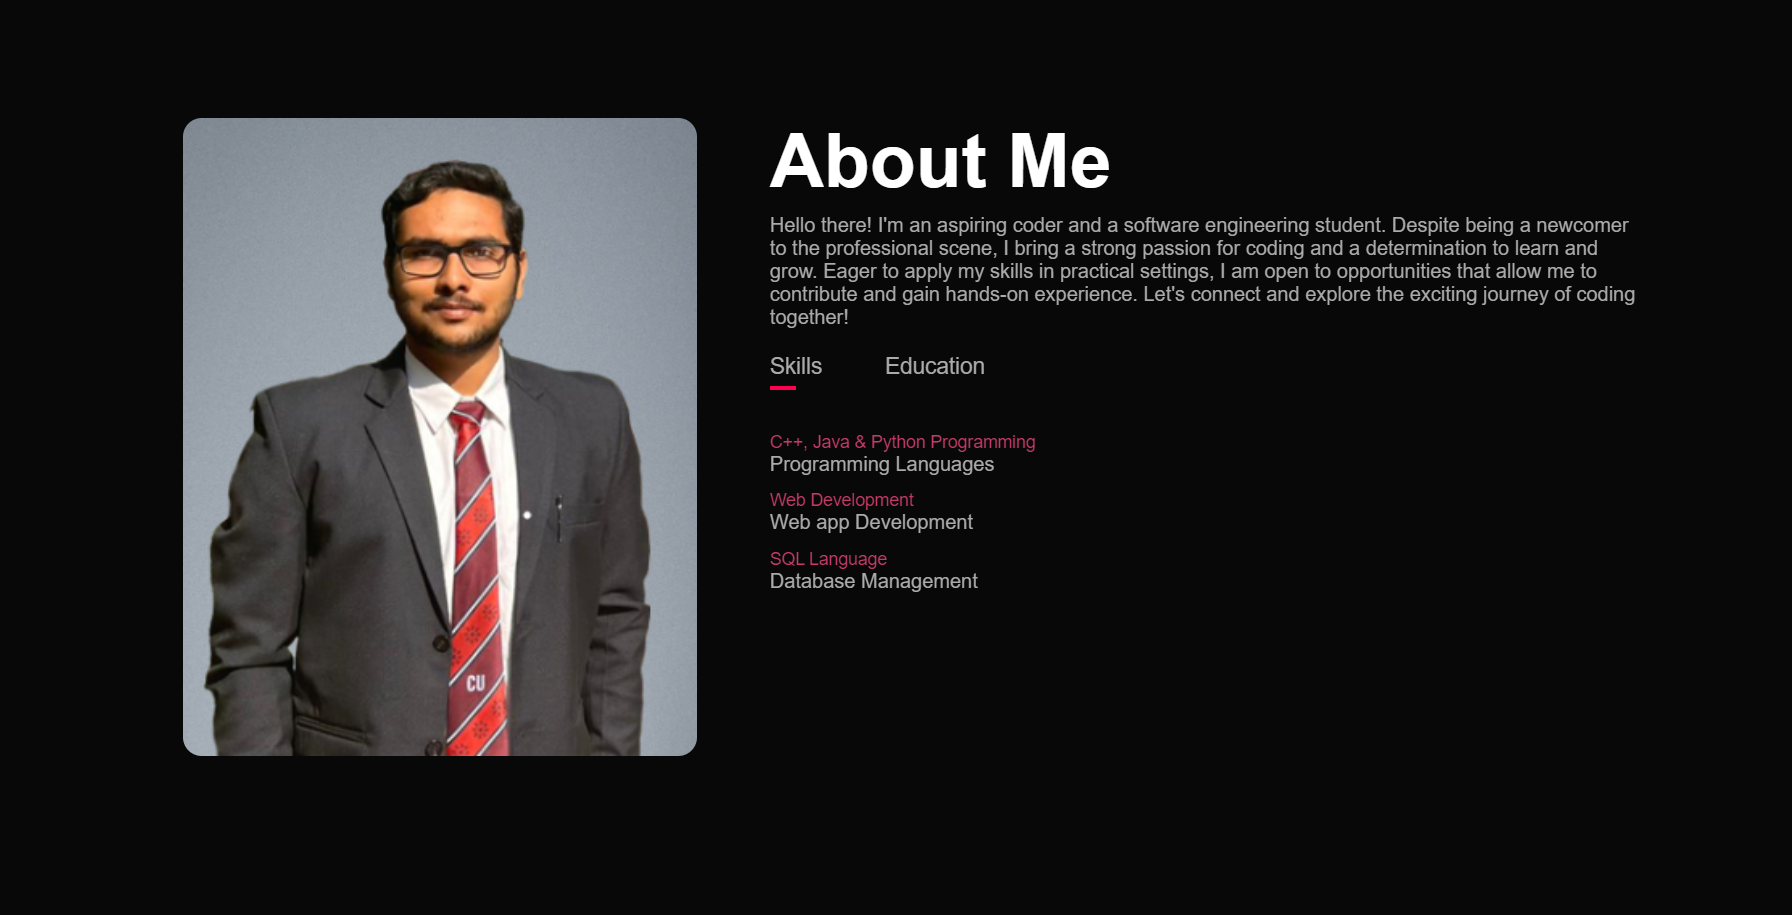 About Me
Hello there! I'm an aspiring coder and a software engineering student. Despite being a newcomer
to the professional scene, I bring a strong passion for coding and a determination to learn and
grow. Eager to apply my skills in practical settings, I am open to opportunities that allow me to
contribute and gain hands-on experience. Let's connect and explore the exciting journey of coding
together!
Skills Education
C++, Java & Python Programming
Programming Languages
Web Development
Web app Development
SQL Language
Database Management
CU